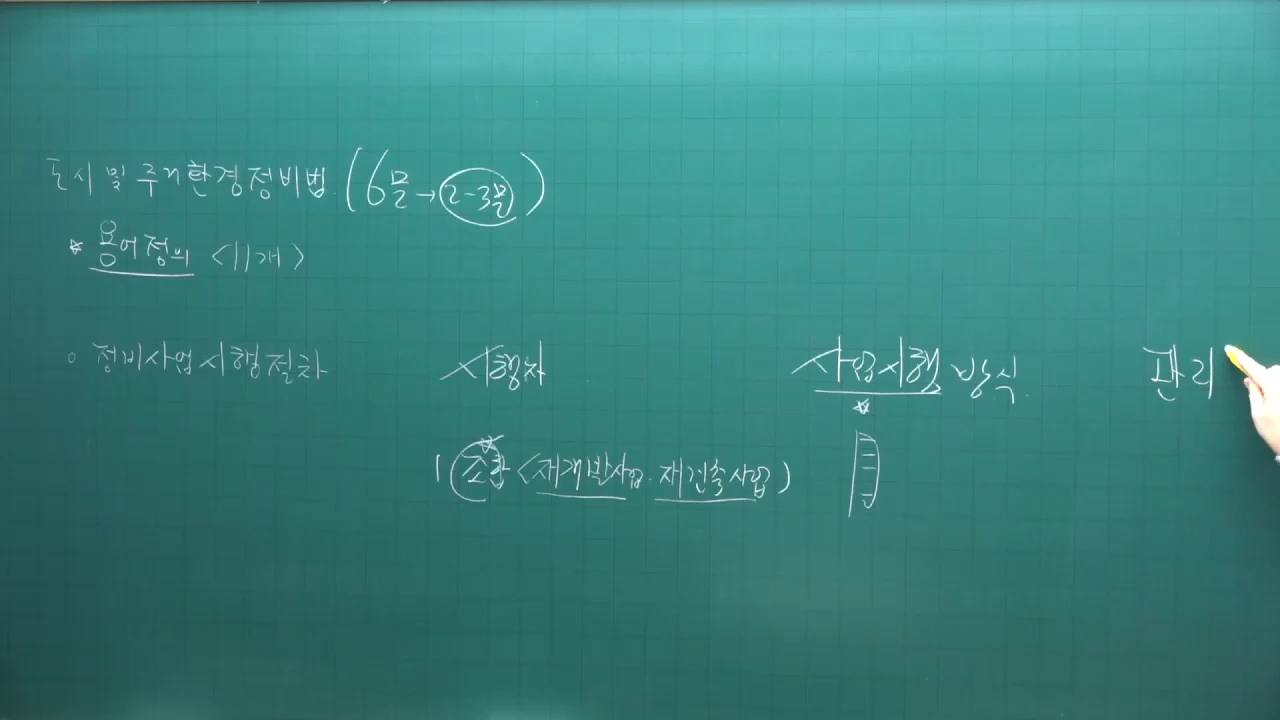 도시 및 주거환경정비법. (6문→2-3문)
* 용어정의 <11개>
○ 정비사업시행절차 시행자 사업시행 방식. 관리
(조합 <재개발사업. 재건축사업)